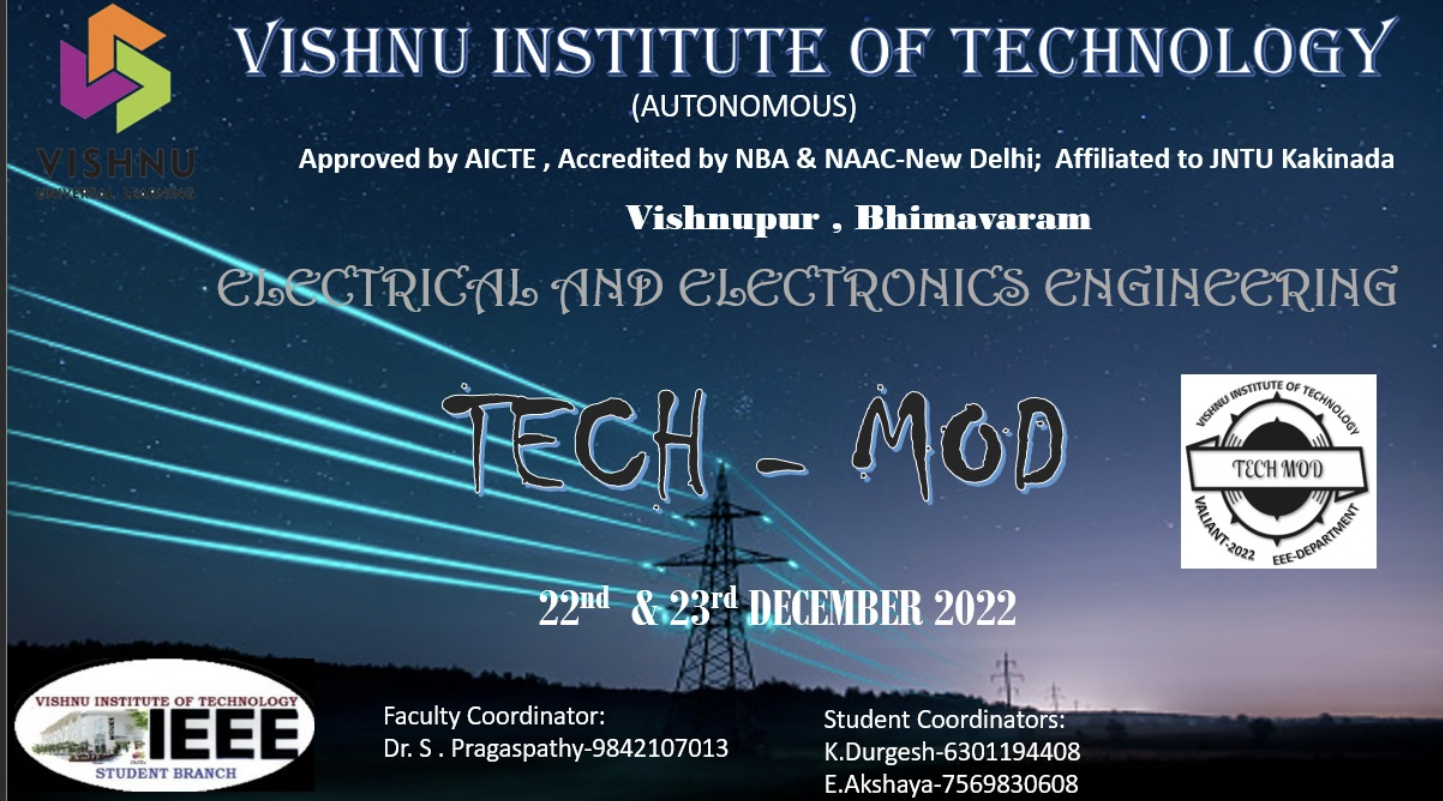 VISHNU INSTITUTE OF TECHNOLOGY
(AUTONOMOUS)
VISHNU
UNIVERSAL LEARNING
Approved by AICTE , Accredited by NBA & NAAC-New Delhi;  Affiliated to JNTU Kakinada
Vishnupur , Bhimavaram
ELECTRICAL AND ELECTRONICS ENGINEERING
TECH - MOD
VISHNU INSTITUTE OF TECHNOLOGY
TECH MOD
VALIANT-2022 EEE-DEPARTMENT
22nd & 23rd DECEMBER 2022
VISHNU INSTITUTE OF TECHNOLOGY
IEEE
STUDENT BRANCH
Faculty Coordinator:
Dr. S . Pragaspathy-9842107013
Student Coordinators:
K.Durgesh-6301194408
E.Akshaya-7569830608